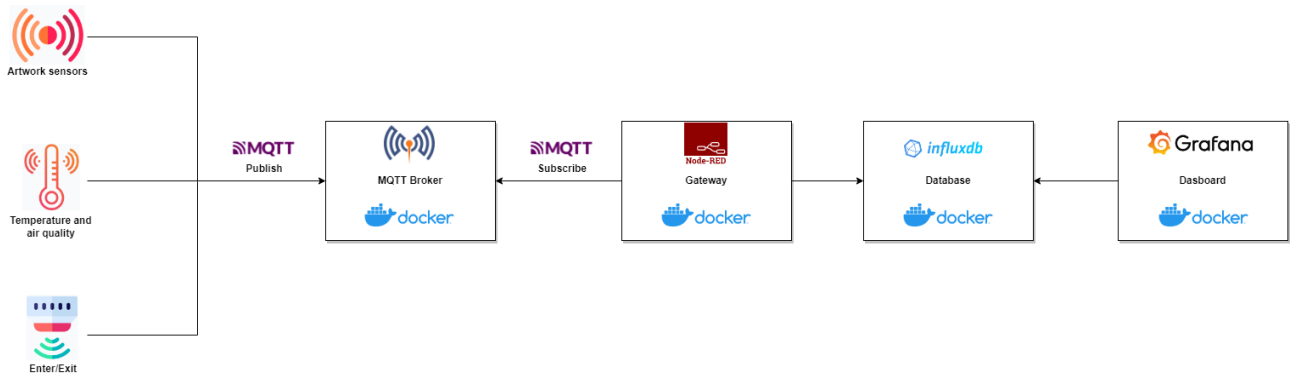 Artwork sensors
Temperature and
air quality
Enter/Exit
MQTT
Publish
MQTT Broker
docker
MQTT
Subscribe
Node-RED
Gateway
docker
influxdb
Database
docker
Grafana
Dasboard
docker